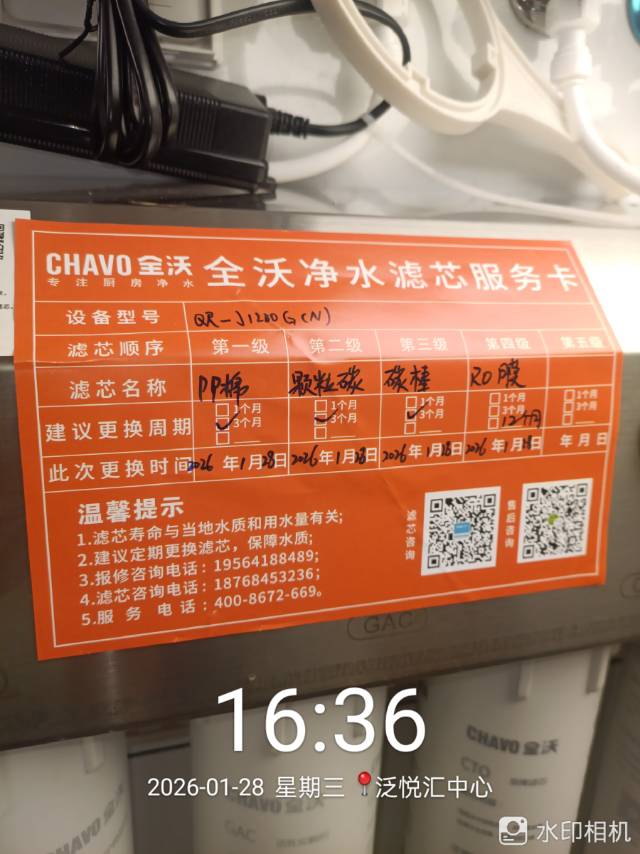 CHAVO 全沃
专注厨房净水
全沃净水滤芯服务卡
设备型号 QR-J1200G(N)
滤芯顺序 第一级 第二级 第三级 第四级 第五级
滤芯名称 PP棉 颗粒碳 碳棒 RO膜
建议更换周期 □1个月 □1个月 □1个月 □1个月 □1个月
☑3个月 ☑3个月 ☑3个月 □3个月 □3个月
12个月
此次更换时间 2026年1月28日 2026年1月28日 2026年1月28日 2026年1月28日 年月日
温馨提示
1.滤芯寿命与当地水质和用水量有关;
2.建议定期更换滤芯，保障水质;
3.报修咨询电话: 19564188489;
4.滤芯咨询电话: 18768453236;
5.服务电话: 400-8672-669。
滤芯咨询
售后咨询
GAC
CHAVO 全沃
CTO
CHAVO
GAC
16:36
2026-01-28 星期三 泛悦汇中心
水印相机